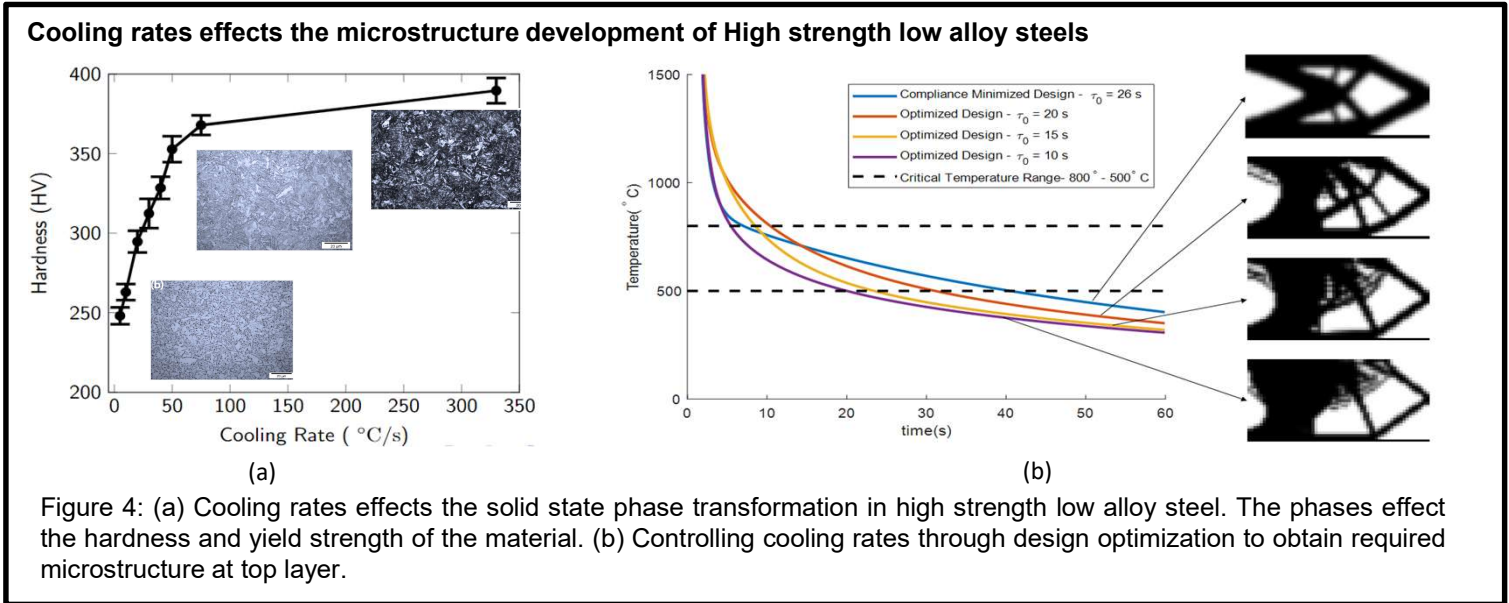 Cooling rates effects the microstructure development of High strength low alloy steels
400
350
300
250
200
Hardness (HV)
(b)
0
50
100
150
200
250
300
350
Cooling Rate ( °C/s)
(a)
1500
1000
500
0
Temperature(°C)
Compliance Minimized Design - τ0 = 26 s
Optimized Design - τ0 = 20 s
Optimized Design - τ0 = 15 s
Optimized Design - τ0 = 10 s
Critical Temperature Range- 800° - 500° C
0
10
20
30
40
50
60
time(s)
(b)
Figure 4: (a) Cooling rates effects the solid state phase transformation in high strength low alloy steel. The phases effect
the hardness and yield strength of the material. (b) Controlling cooling rates through design optimization to obtain required
microstructure at top layer.